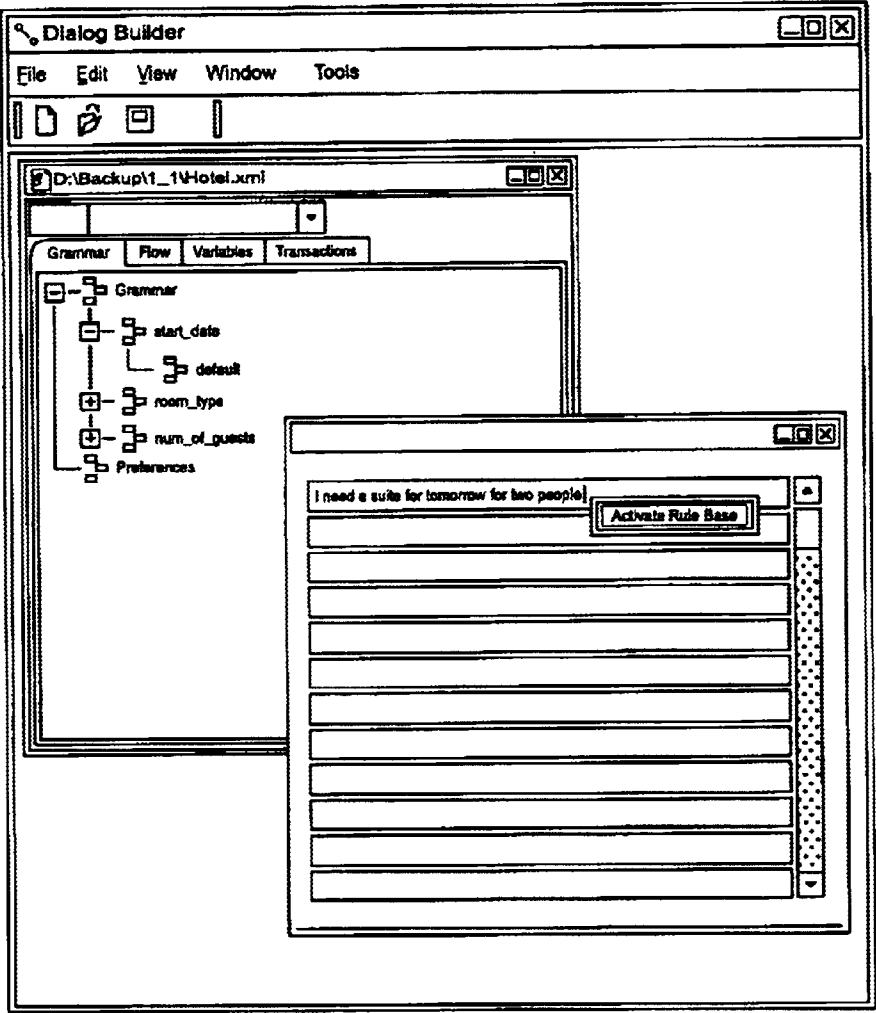 Dialog Builder
File Edit View Window Tools
D:\Backup\1_1\Hotel.xml
Grammar Flow Variables Transactions
Grammar
start_date
default
room_type
num_of_guests
Preferences
I need a suite for tomorrow for two people
Activate Rule Base